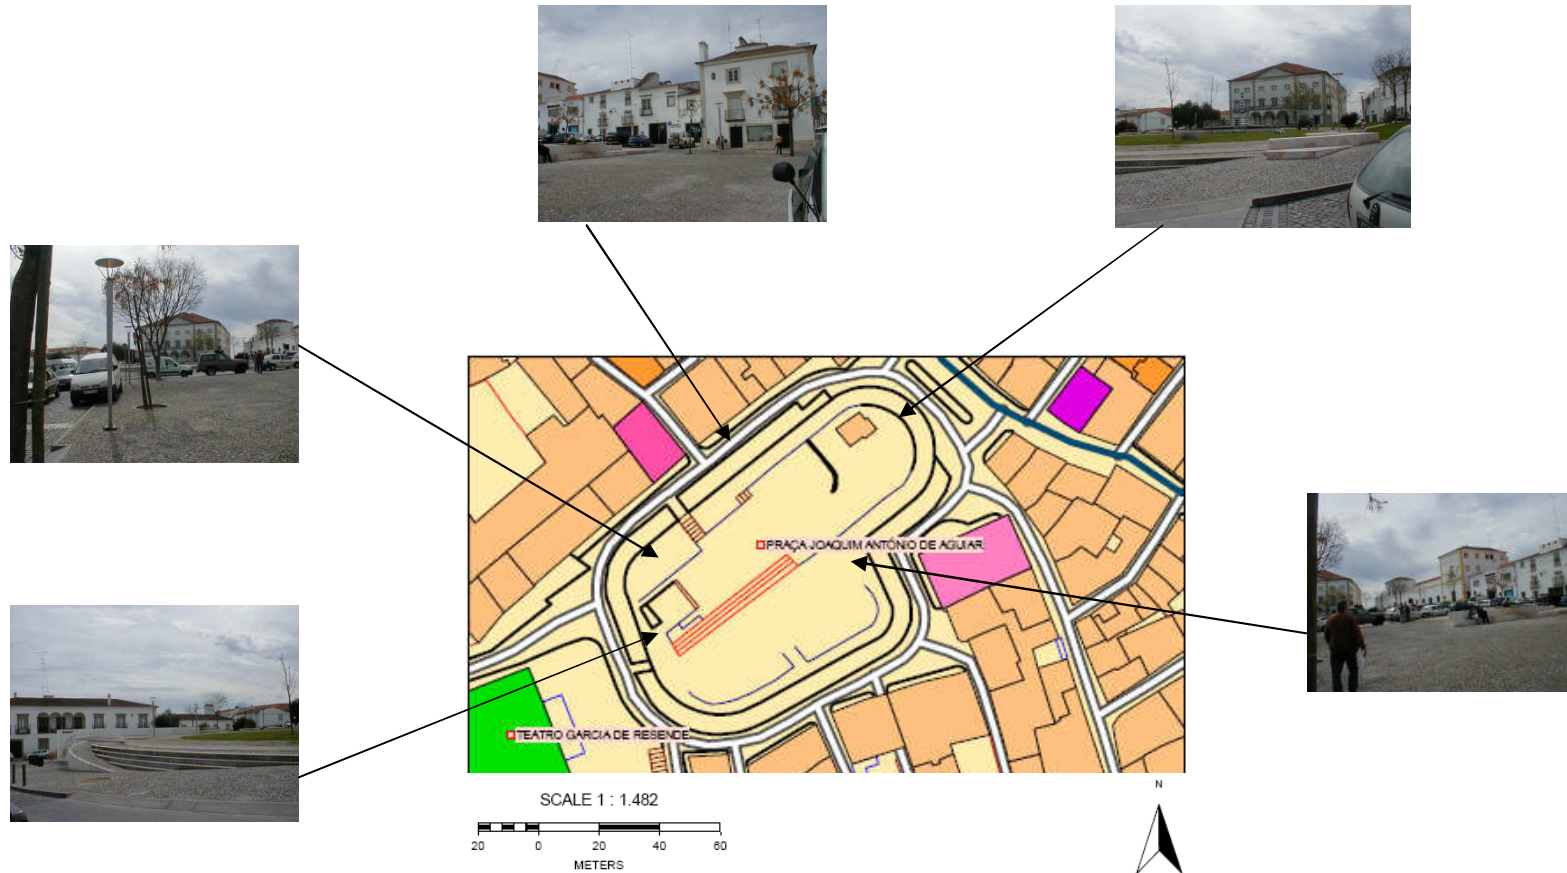 PRAÇA JOAQUIM ANTÓNIO DE AGUIAR
TEATRO GARCIA DE RESENDE
SCALE 1 : 1.482
20 0 20 40 60
METERS
N